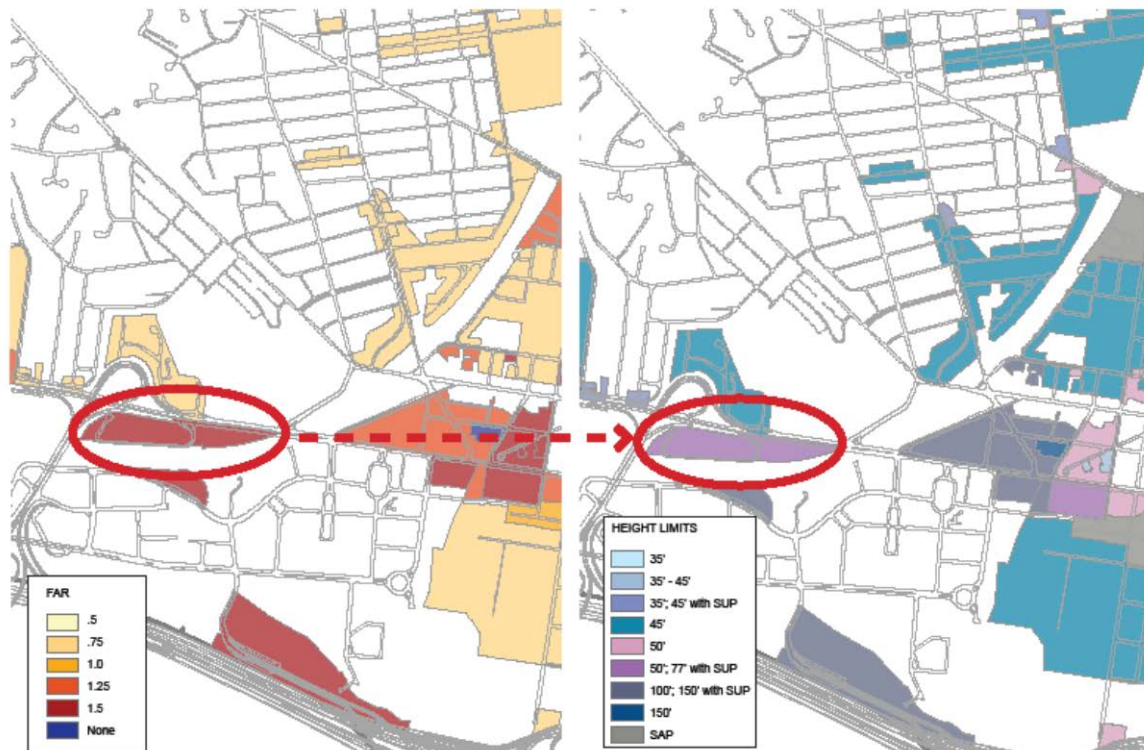 FAR
.5
.75
1.0
1.25
1.5
None
HEIGHT LIMITS
35'
35' - 45'
35'; 45' with SUP
45'
50'
50'; 77' with SUP
100'; 150' with SUP
150'
SAP